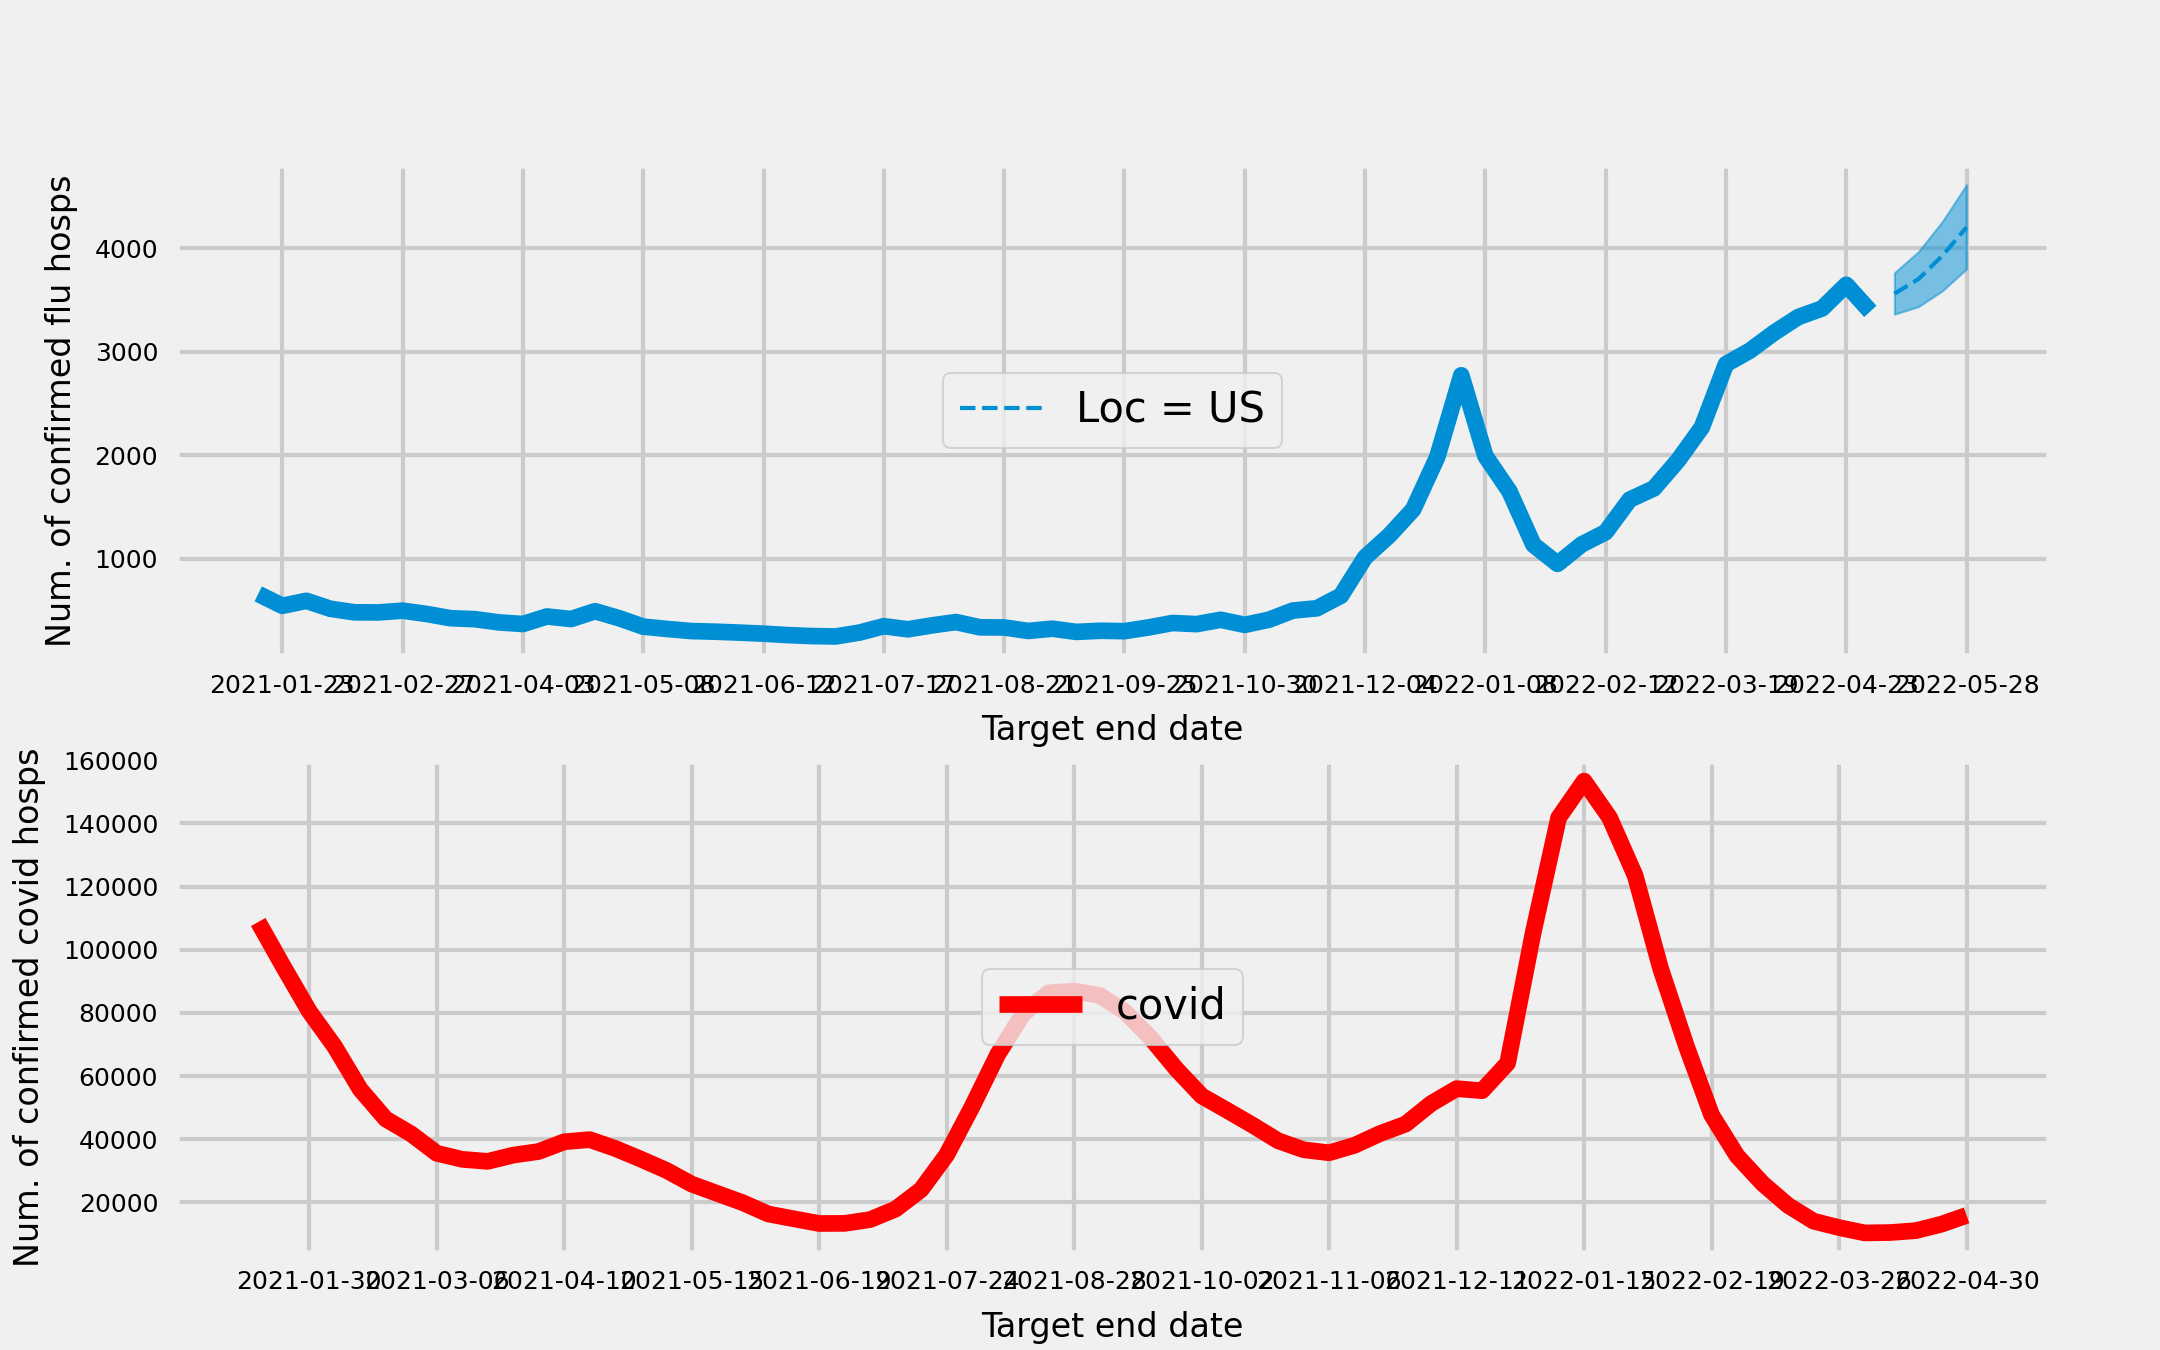 Num. of confirmed flu hosps
4000
3000
2000
1000
Loc = US
2021-01-23 2021-02-27 2021-04-03 2021-05-08 2021-06-12 2021-07-17 2021-08-21 2021-09-25 2021-10-30 2021-12-04 2022-01-08 2022-02-12 2022-03-19 2022-04-23 2022-05-28
Target end date
Num. of confirmed covid hosps
160000
140000
120000
100000
80000
60000
40000
20000
covid
2021-01-30 2021-03-06 2021-04-10 2021-05-15 2021-06-19 2021-07-24 2021-08-28 2021-10-02 2021-11-06 2021-12-11 2022-01-15 2022-02-19 2022-03-26 2022-04-30
Target end date